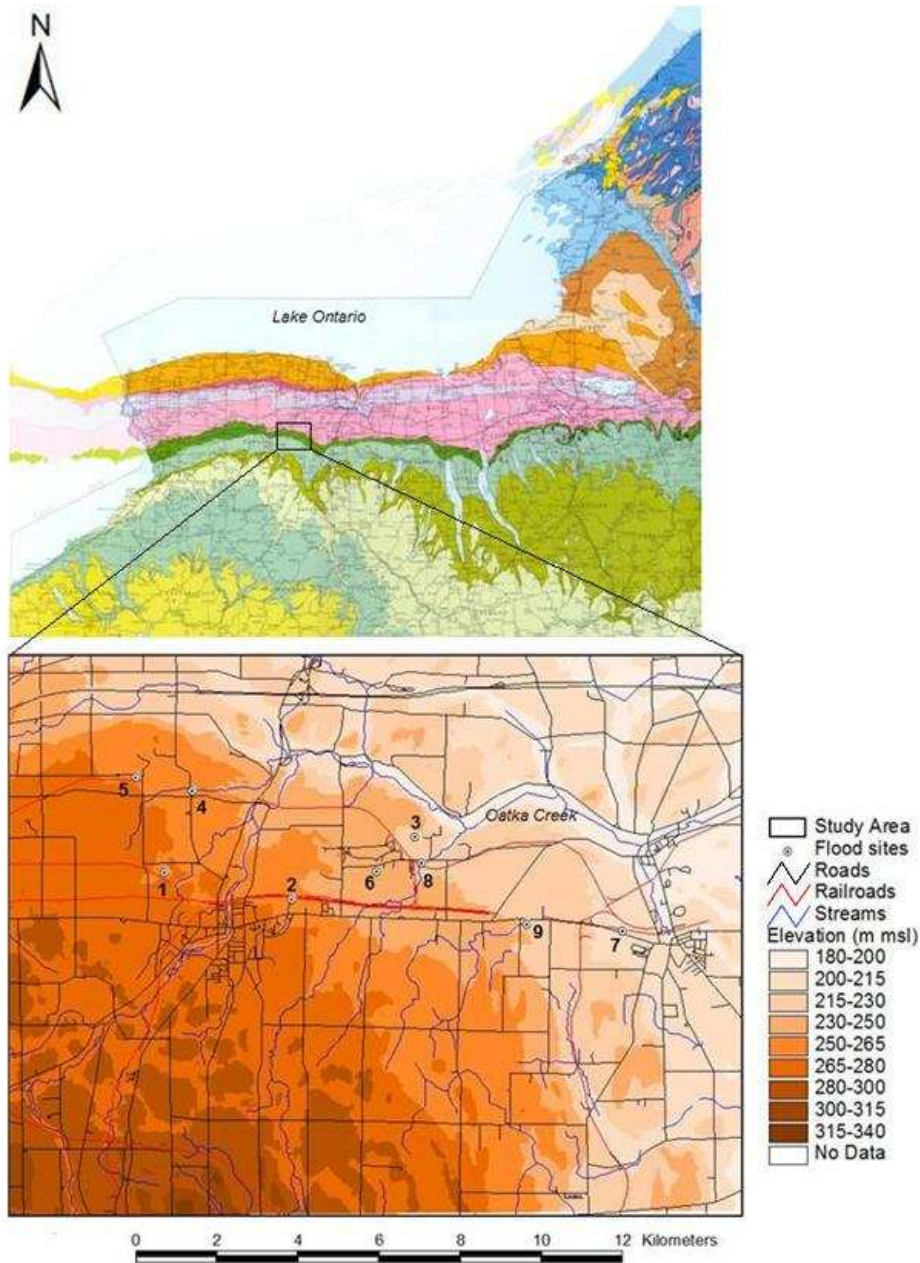 N
Lake Ontario
5
4
3
Oatka Creek
1
6
8
2
9
7
Study Area
Flood sites
Roads
Railroads
Streams
Elevation (m msl)
180-200
200-215
215-230
230-250
250-265
265-280
280-300
300-315
315-340
No Data
0 2 4 6 8 10 12 Kilometers